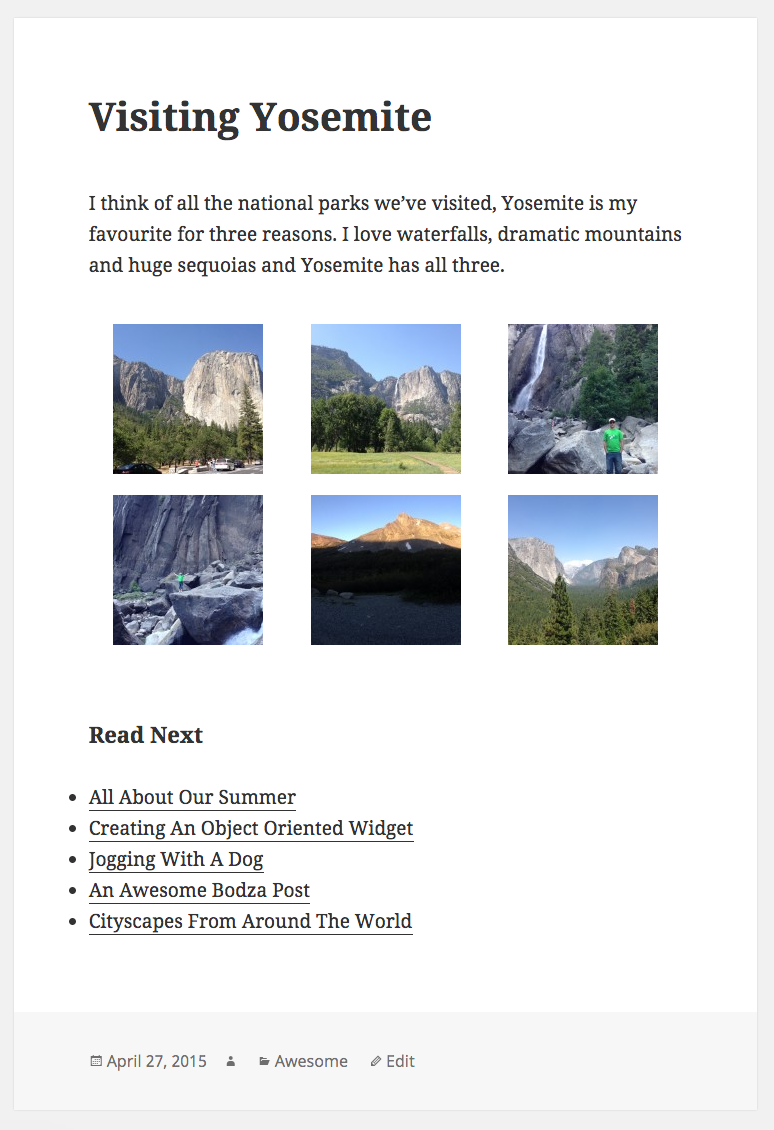 Visiting Yosemite
I think of all the national parks we’ve visited, Yosemite is my
favourite for three reasons. I love waterfalls, dramatic mountains
and huge sequoias and Yosemite has all three.
Read Next
All About Our Summer
Creating An Object Oriented Widget
Jogging With A Dog
An Awesome Bodza Post
Cityscapes From Around The World
April 27, 2015 Awesome Edit